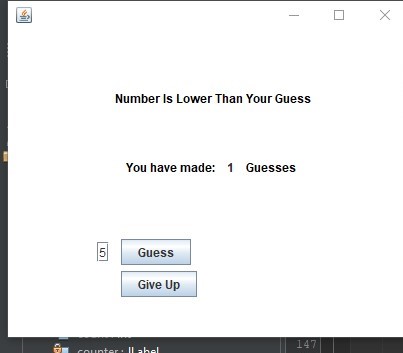 Number Is Lower Than Your Guess
You have made: 1 Guesses
5 Guess
Give Up
counter : JLabel
147